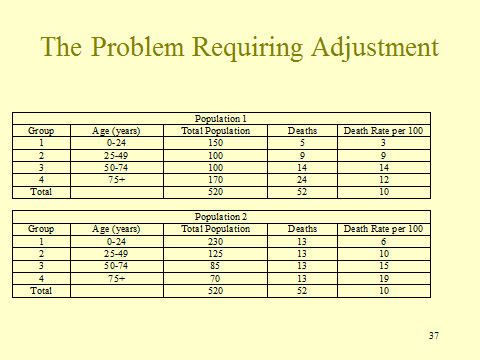 The Problem Requiring Adjustment
Population 1
Group Age (years) Total Population Deaths Death Rate per 100
1 0-24 150 5 3
2 25-49 100 9 9
3 50-74 100 14 14
4 75+ 170 24 12
Total 520 52 10
Population 2
Group Age (years) Total Population Deaths Death Rate per 100
1 0-24 230 13 6
2 25-49 125 13 10
3 50-74 85 13 15
4 75+ 70 13 19
Total 520 52 10
37